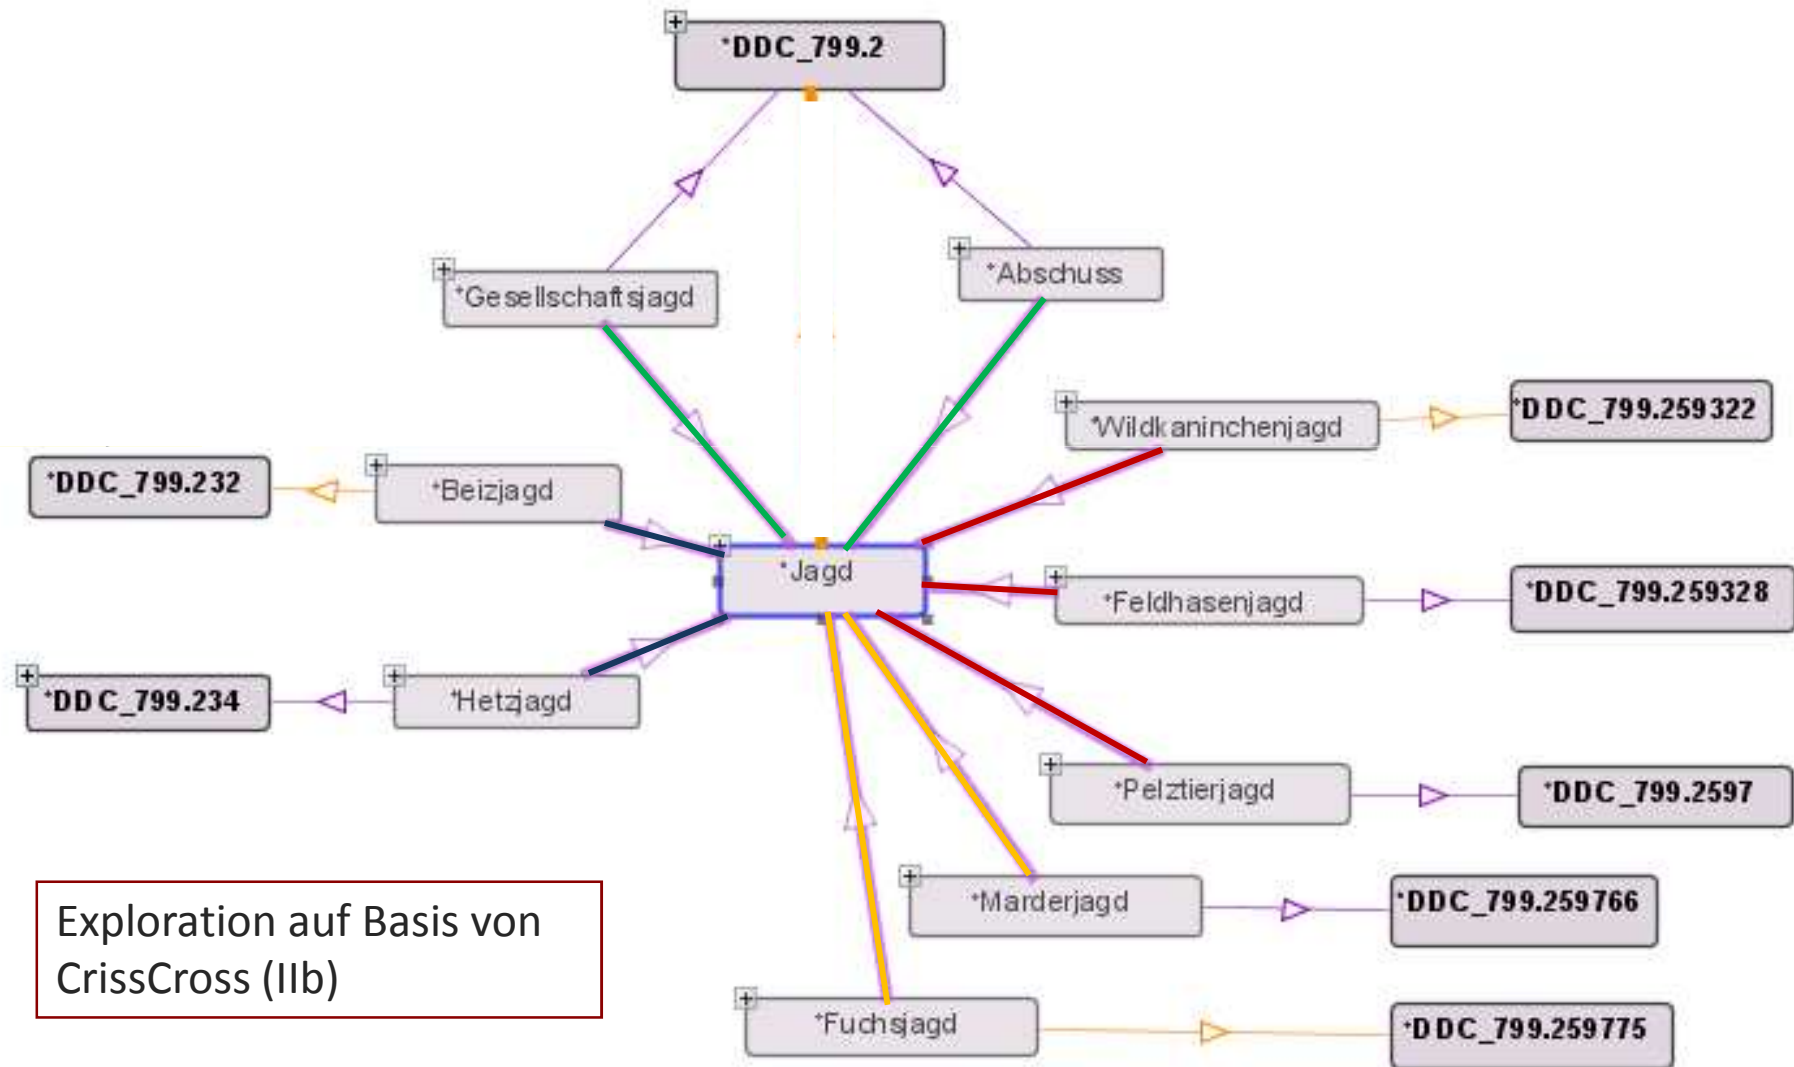 *DDC_799.2
*Gesellschaftsjagd
*Abschuss
*Wildkaninchenjagd
*DDC_799.259322
*DDC_799.232
*Beizjagd
*Jagd
*Feldhasenjagd
*DDC_799.259328
*DDC_799.234
*Hetzjagd
*Pelztierjagd
*DDC_799.2597
*Marderjagd
*DDC_799.259766
Exploration auf Basis von
CrissCross (IIb)
*Fuchsjagd
*DDC_799.259775